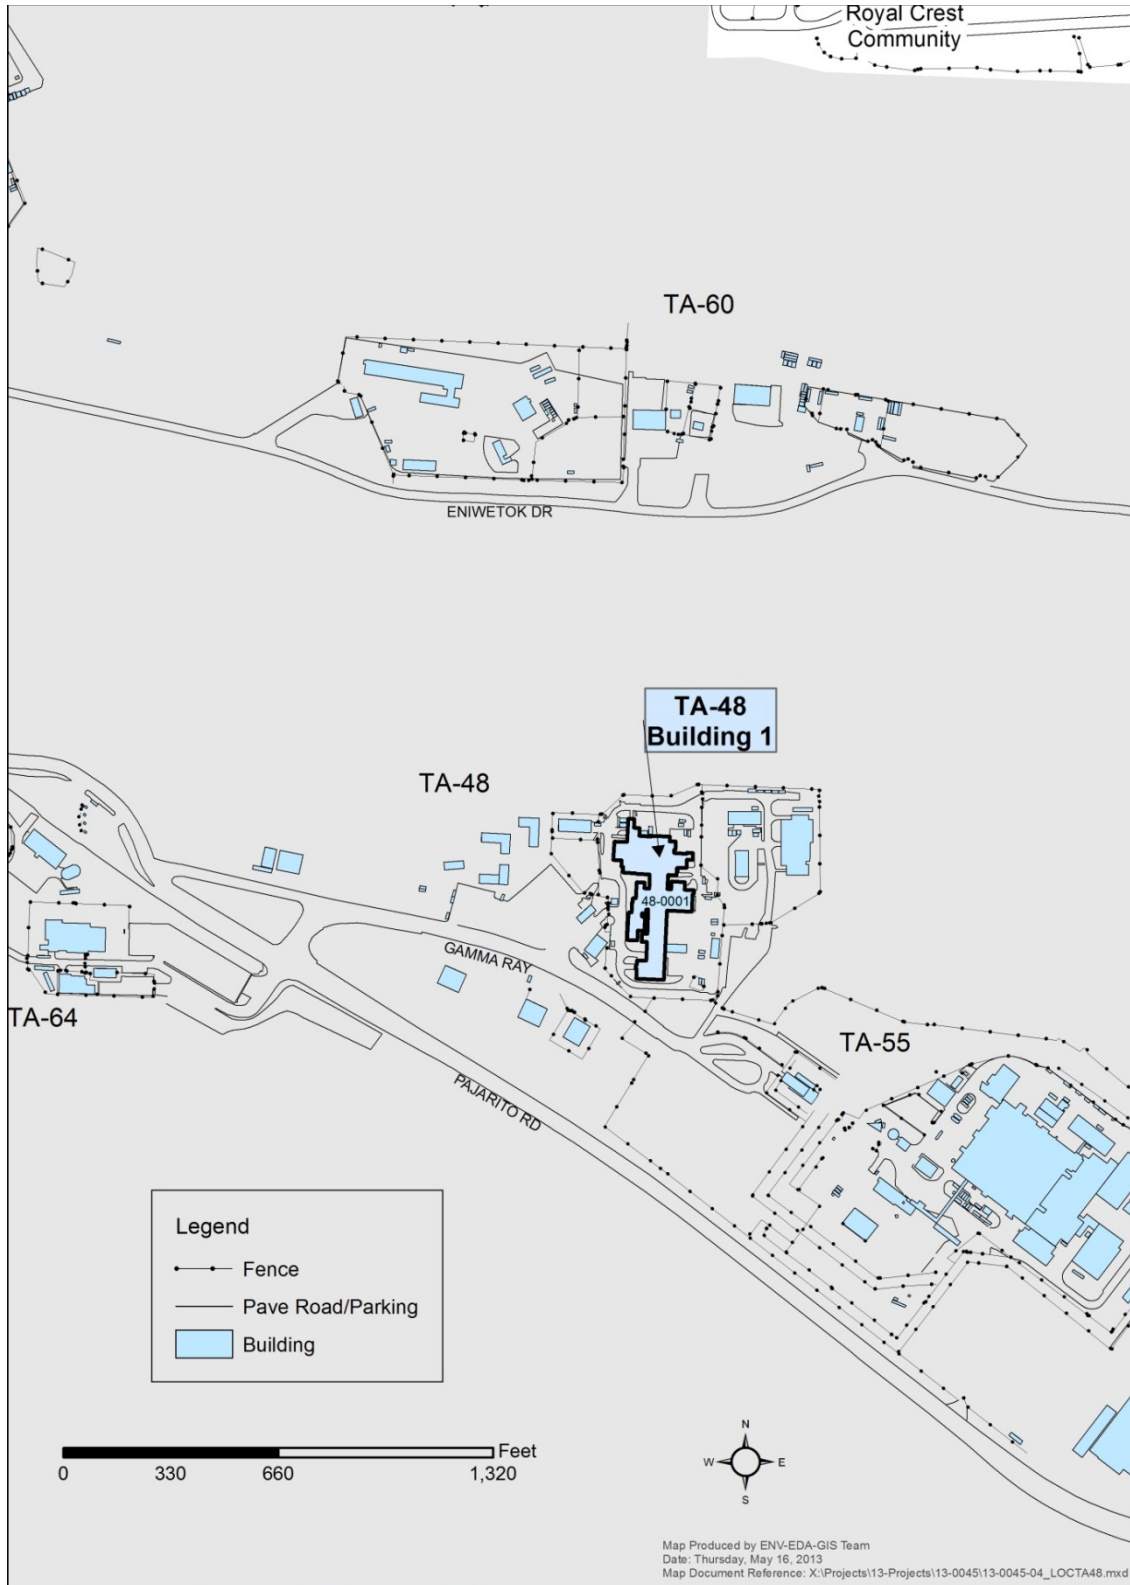 Royal Crest
Community
TA-60
ENIWETOK DR
TA-48
Building 1
TA-48
48-0001
GAMMA RAY
TA-64
TA-55
PAJARITO RD
Legend
Fence
Pave Road/Parking
Building
Feet
0 330 660 1,320
N
W E
S
Map Produced by ENV-EDA-GIS Team
Date: Thursday, May 16, 2013
Map Document Reference: X:\Projects\13-Projects\13-0045\13-0045-04_LOCTA48.mxd